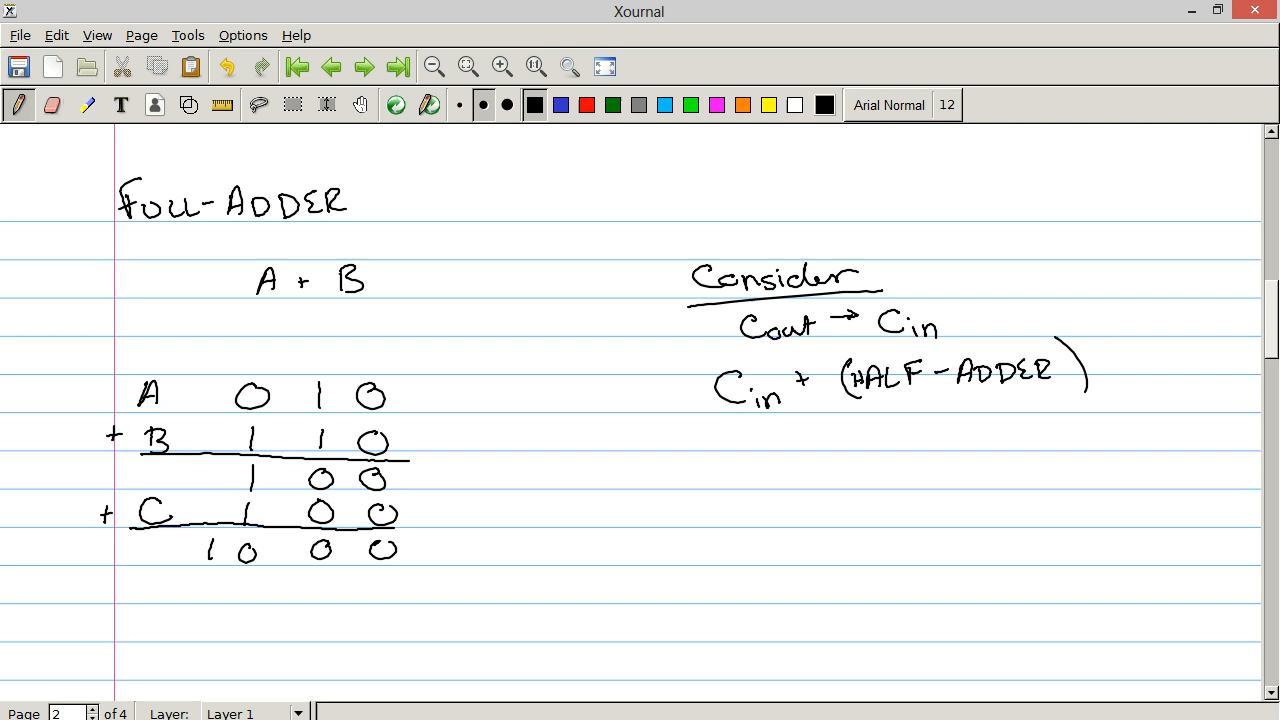 Xournal
File Edit View Page Tools Options Help
Arial Normal 12
FULL-ADDER
A + B
Consider
Cout → Cin
Cin + (HALF-ADDER)
A 0 1 0
+ B 1 1 0
1 0 0
+ C 1 0 0
1 0 0 0
Page 2 of 4 Layer: Layer 1